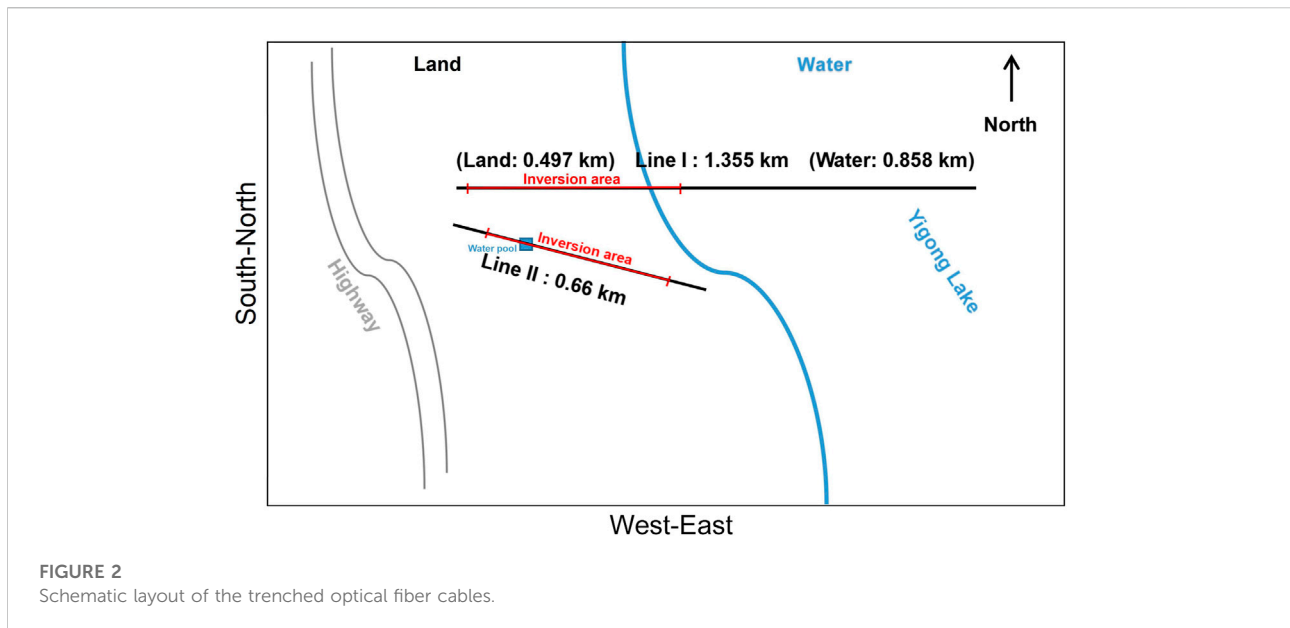 Land
Water
North
(Land: 0.497 km) Line I : 1.355 km (Water: 0.858 km)
Inversion area
Yigong Lake
Water pool
Inversion area
Line II : 0.66 km
Highway
South-North
West-East
FIGURE 2
Schematic layout of the trenched optical fiber cables.